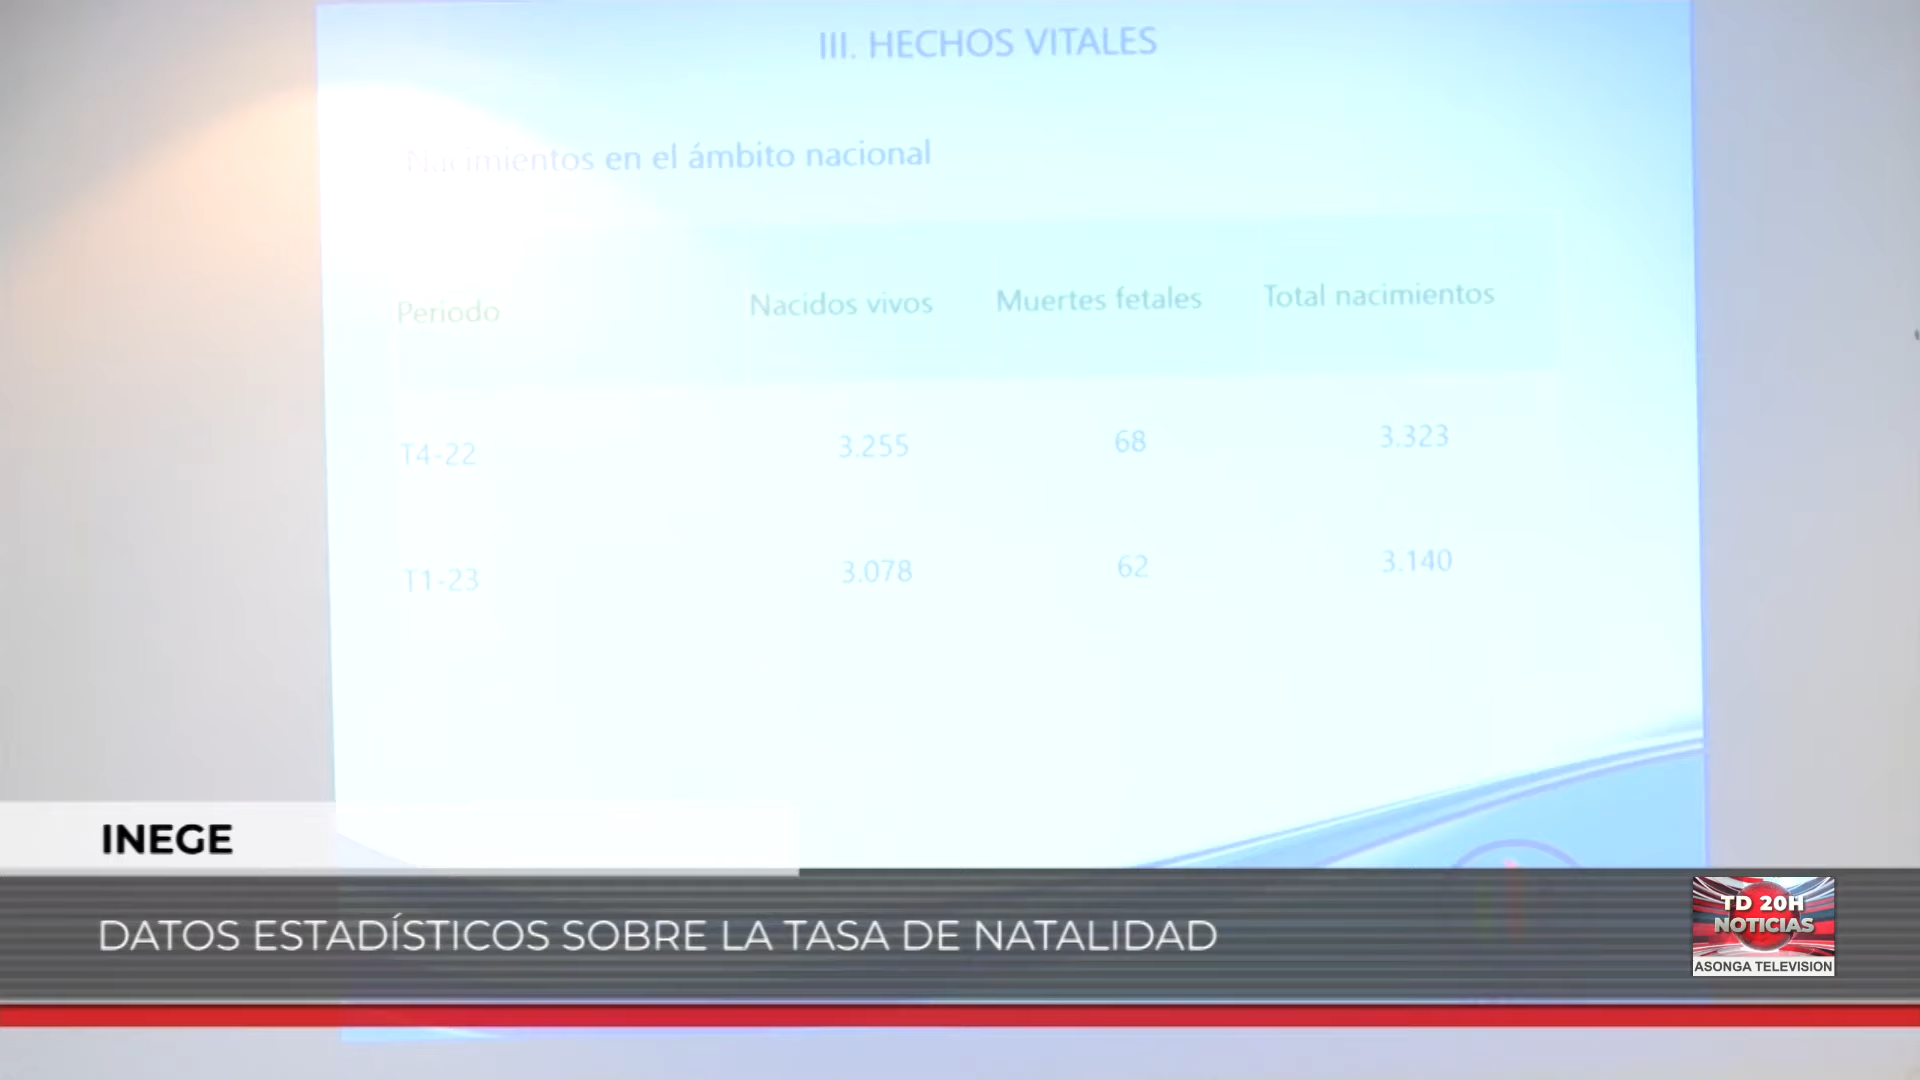 III. HECHOS VITALES
Nacimientos en el ámbito nacional
Periodo Nacidos vivos Muertes fetales Total nacimientos
T4-22 3.255 68 3.323
T1-23 3.078 62 3.140
INEGE
DATOS ESTADÍSTICOS SOBRE LA TASA DE NATALIDAD
TD 20H
NOTICIAS
ASONGA TELEVISION